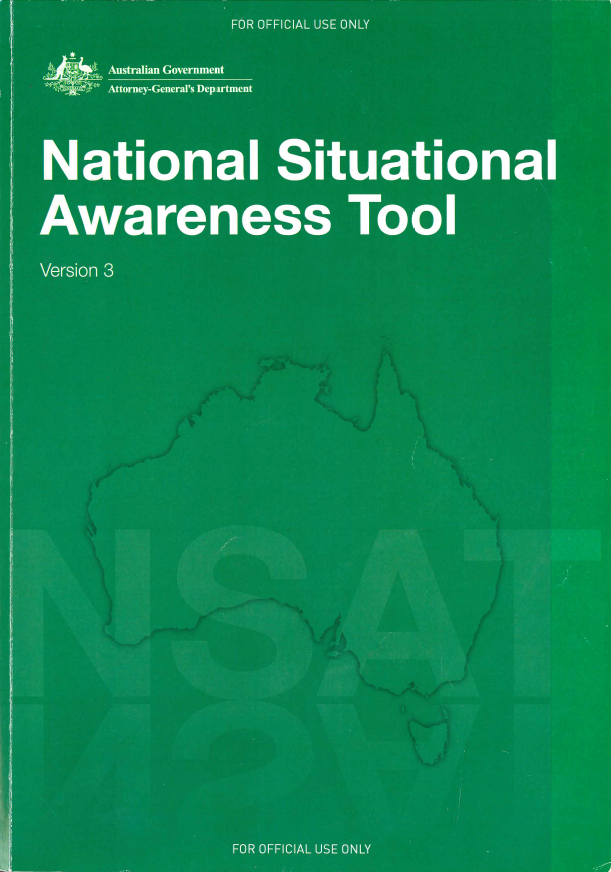 FOR OFFICIAL USE ONLY
Australian Government
Attorney-General's Department
National Situational
Awareness Tool
Version 3
NSAT
FOR OFFICIAL USE ONLY